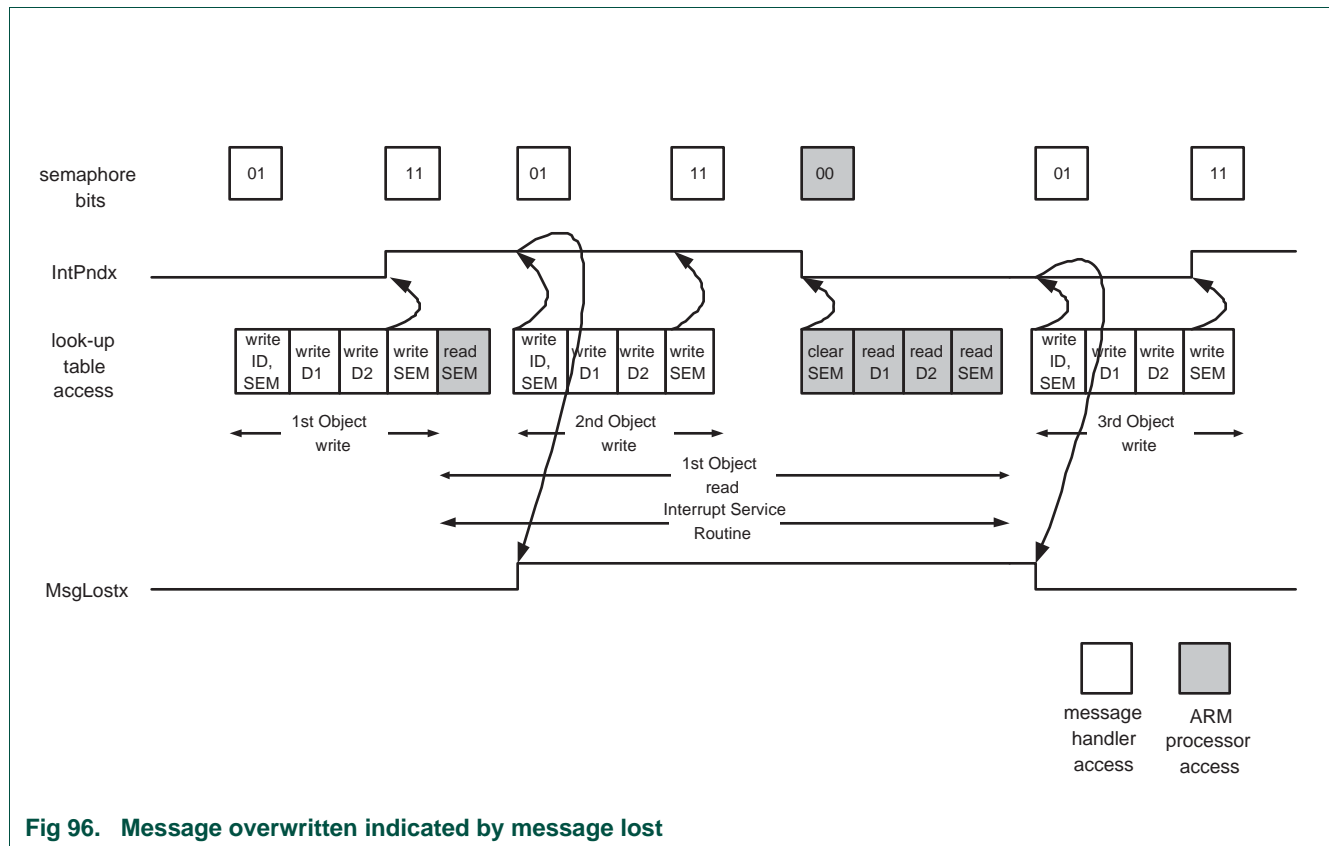 semaphore
bits
01
11
01
11
00
01
11
IntPndx
look-up
table
access
write
ID,
SEM
write
D1
write
D2
write
SEM
read
SEM
write
ID,
SEM
write
D1
write
D2
write
SEM
clear
SEM
read
D1
read
D2
read
SEM
write
ID,
SEM
write
D1
write
D2
write
SEM
1st Object
write
2nd Object
write
3rd Object
write
1st Object
read
Interrupt Service
Routine
MsgLostx
message
handler
access
ARM
processor
access
Fig 96. Message overwritten indicated by message lost